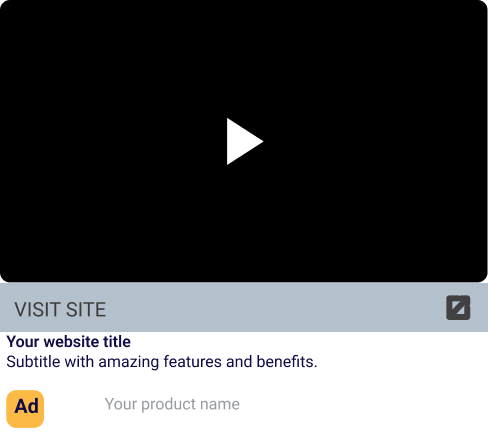 VISIT SITE
Your website title
Subtitle with amazing features and benefits.
Ad Your product name